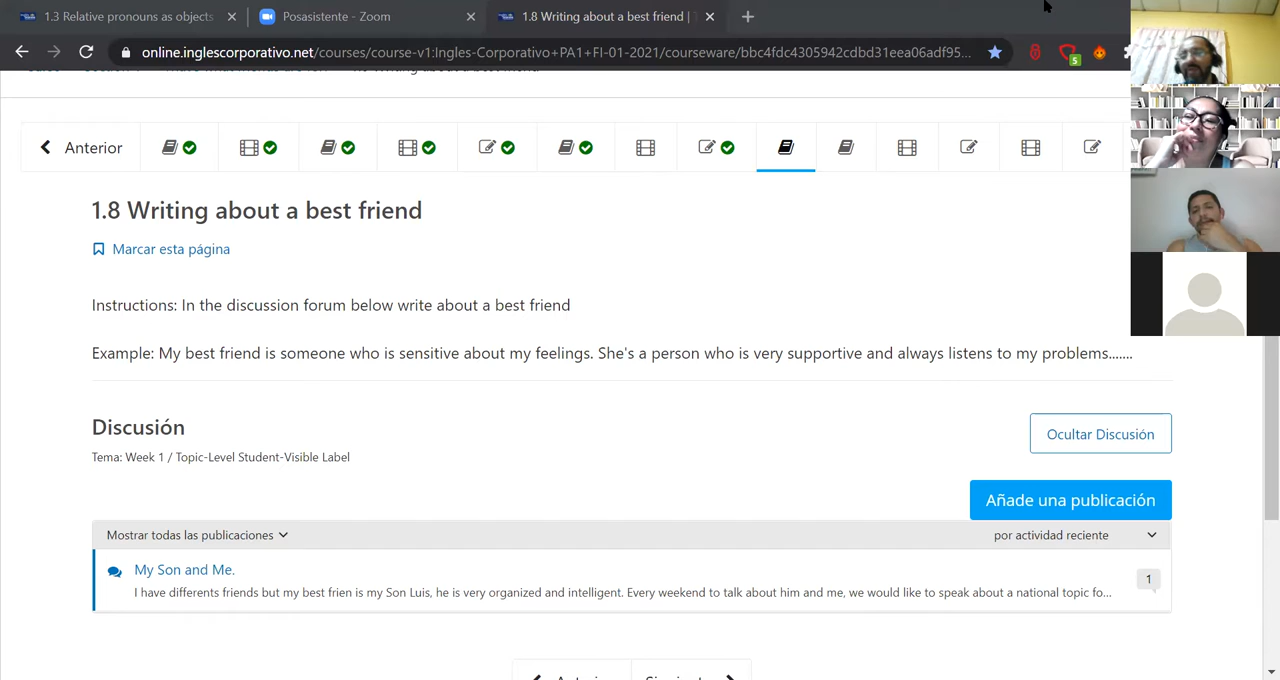 1.3 Relative pronouns as objects
Posasistente - Zoom
1.8 Writing about a best friend |
online.inglescorporativo.net/courses/course-v1:Ingles-Corporativo+PA1+FI-01-2021/courseware/bbc4fdc4305942cdbd31eea06adf95...
5
Anterior
1.8 Writing about a best friend
Marcar esta página
Instructions: In the discussion forum below write about a best friend
Example: My best friend is someone who is sensitive about my feelings. She's a person who is very supportive and always listens to my problems.......
Discusión
Ocultar Discusión
Tema: Week 1 / Topic-Level Student-Visible Label
Añade una publicación
Mostrar todas las publicaciones
por actividad reciente
My Son and Me.
I have differents friends but my best frien is my Son Luis, he is very organized and intelligent. Every weekend to talk about him and me, we would like to speak about a national topic fo...
1